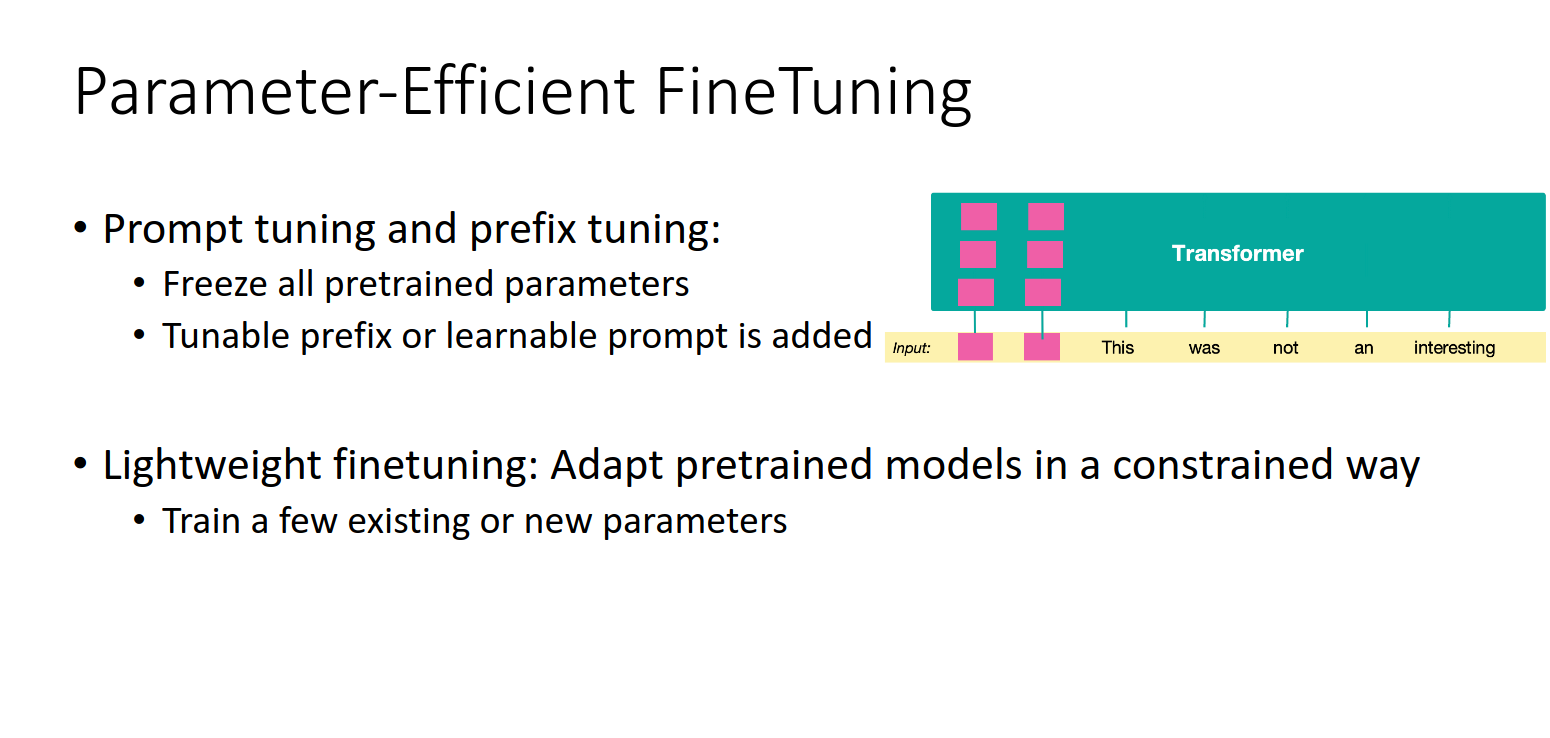 Parameter-Efficient FineTuning
• Prompt tuning and prefix tuning:
• Freeze all pretrained parameters
• Tunable prefix or learnable prompt is added
Transformer
Input: This was not an interesting
• Lightweight finetuning: Adapt pretrained models in a constrained way
• Train a few existing or new parameters